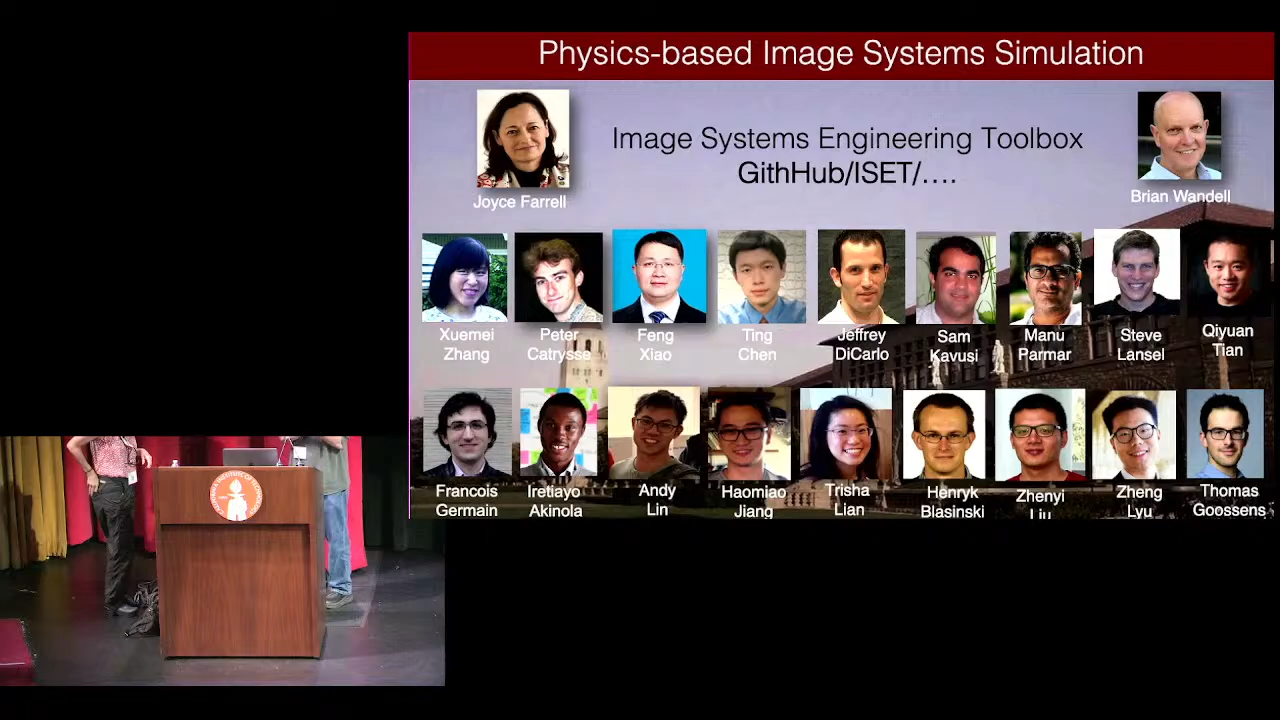 Physics-based Image Systems Simulation
Image Systems Engineering Toolbox
GithHub/ISET/....
Joyce Farrell
Brian Wandell
Xuemei
Zhang
Peter
Catrysse
Feng
Xiao
Ting
Chen
Jeffrey
DiCarlo
Sam
Kavusi
Manu
Parmar
Steve
Lansel
Qiyuan
Tian
Francois
Germain
Iretiayo
Akinola
Andy
Lin
Haomiao
Jiang
Trisha
Lian
Henryk
Blasinski
Zhenyi
Liu
Zheng
Lyu
Thomas
Goossens